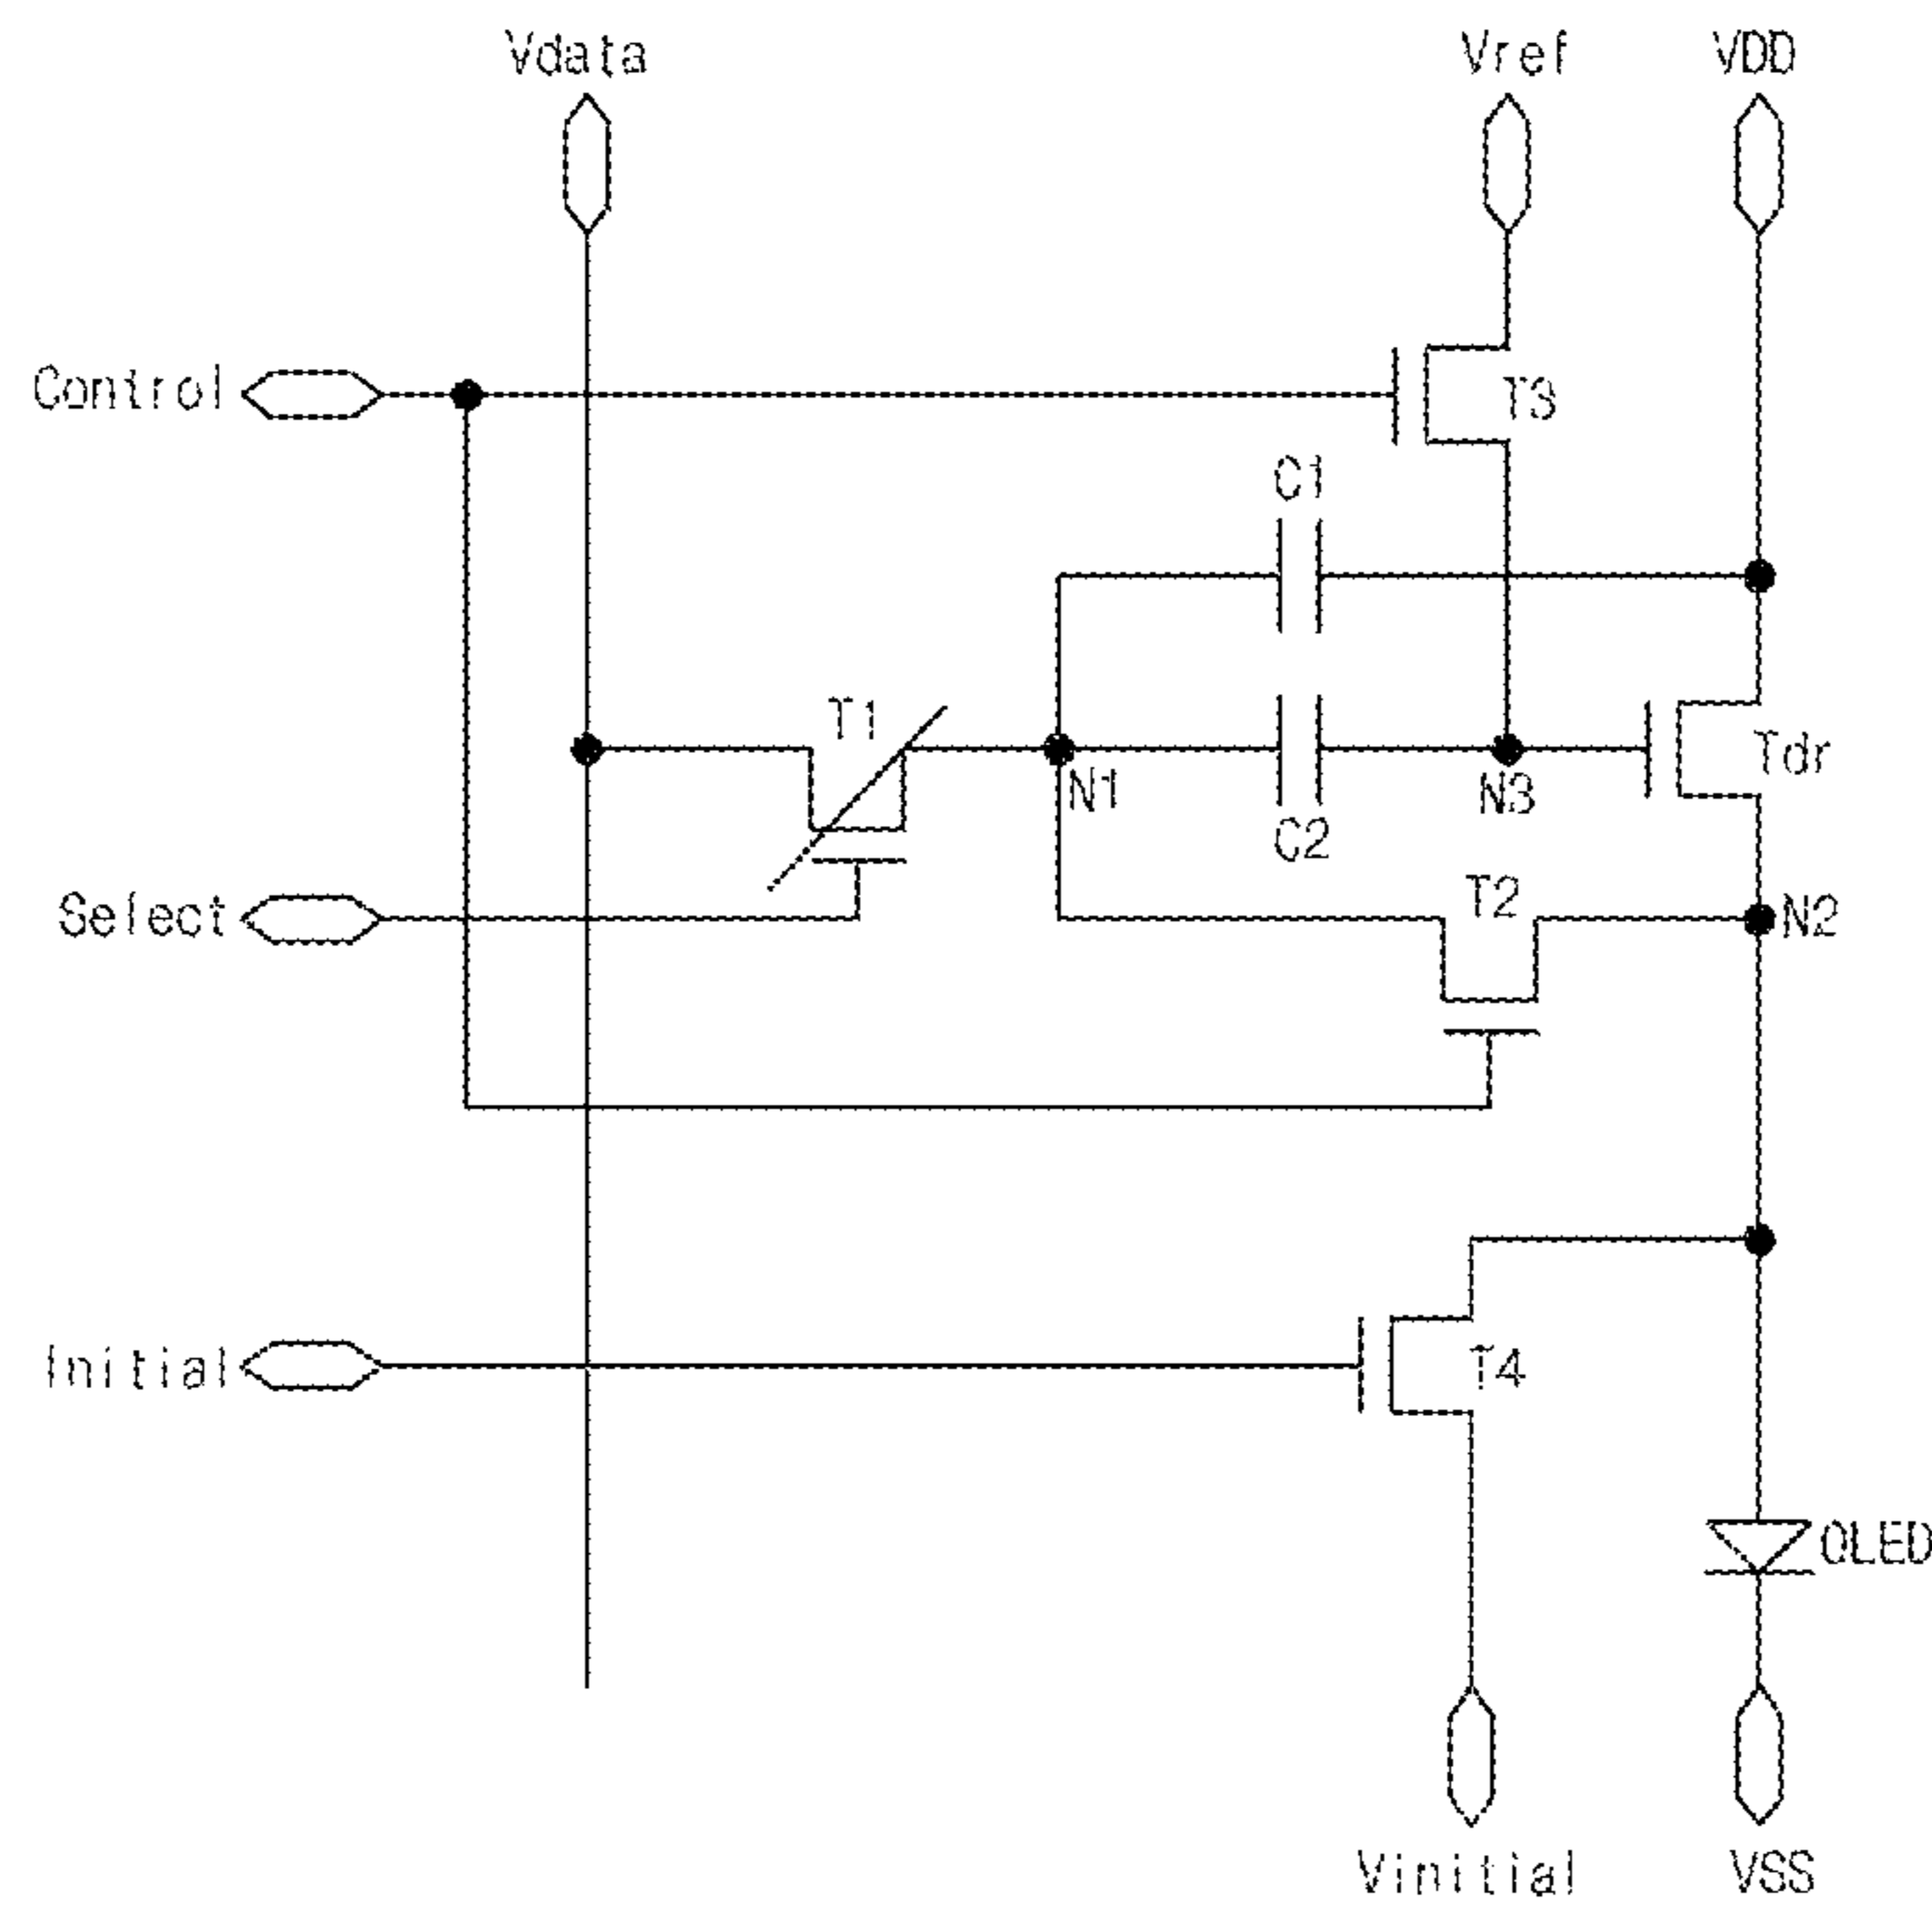 Vdata
Vref
VDD
Control
T3
C1
T1
Tdr
N1
N3
C2
T2
Select
N2
Initial
T4
OLED
Vinitial
VSS